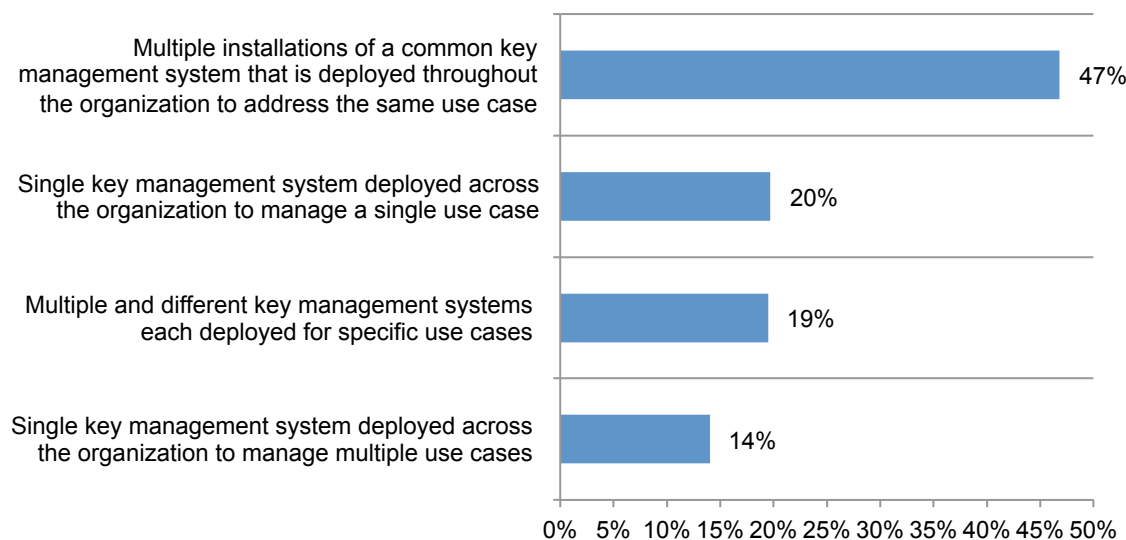 Multiple installations of a common key
management system that is deployed throughout
the organization to address the same use case
47%
Single key management system deployed across
the organization to manage a single use case
20%
Multiple and different key management systems
each deployed for specific use cases
19%
Single key management system deployed across
the organization to manage multiple use cases
14%
0% 5% 10% 15% 20% 25% 30% 35% 40% 45% 50%